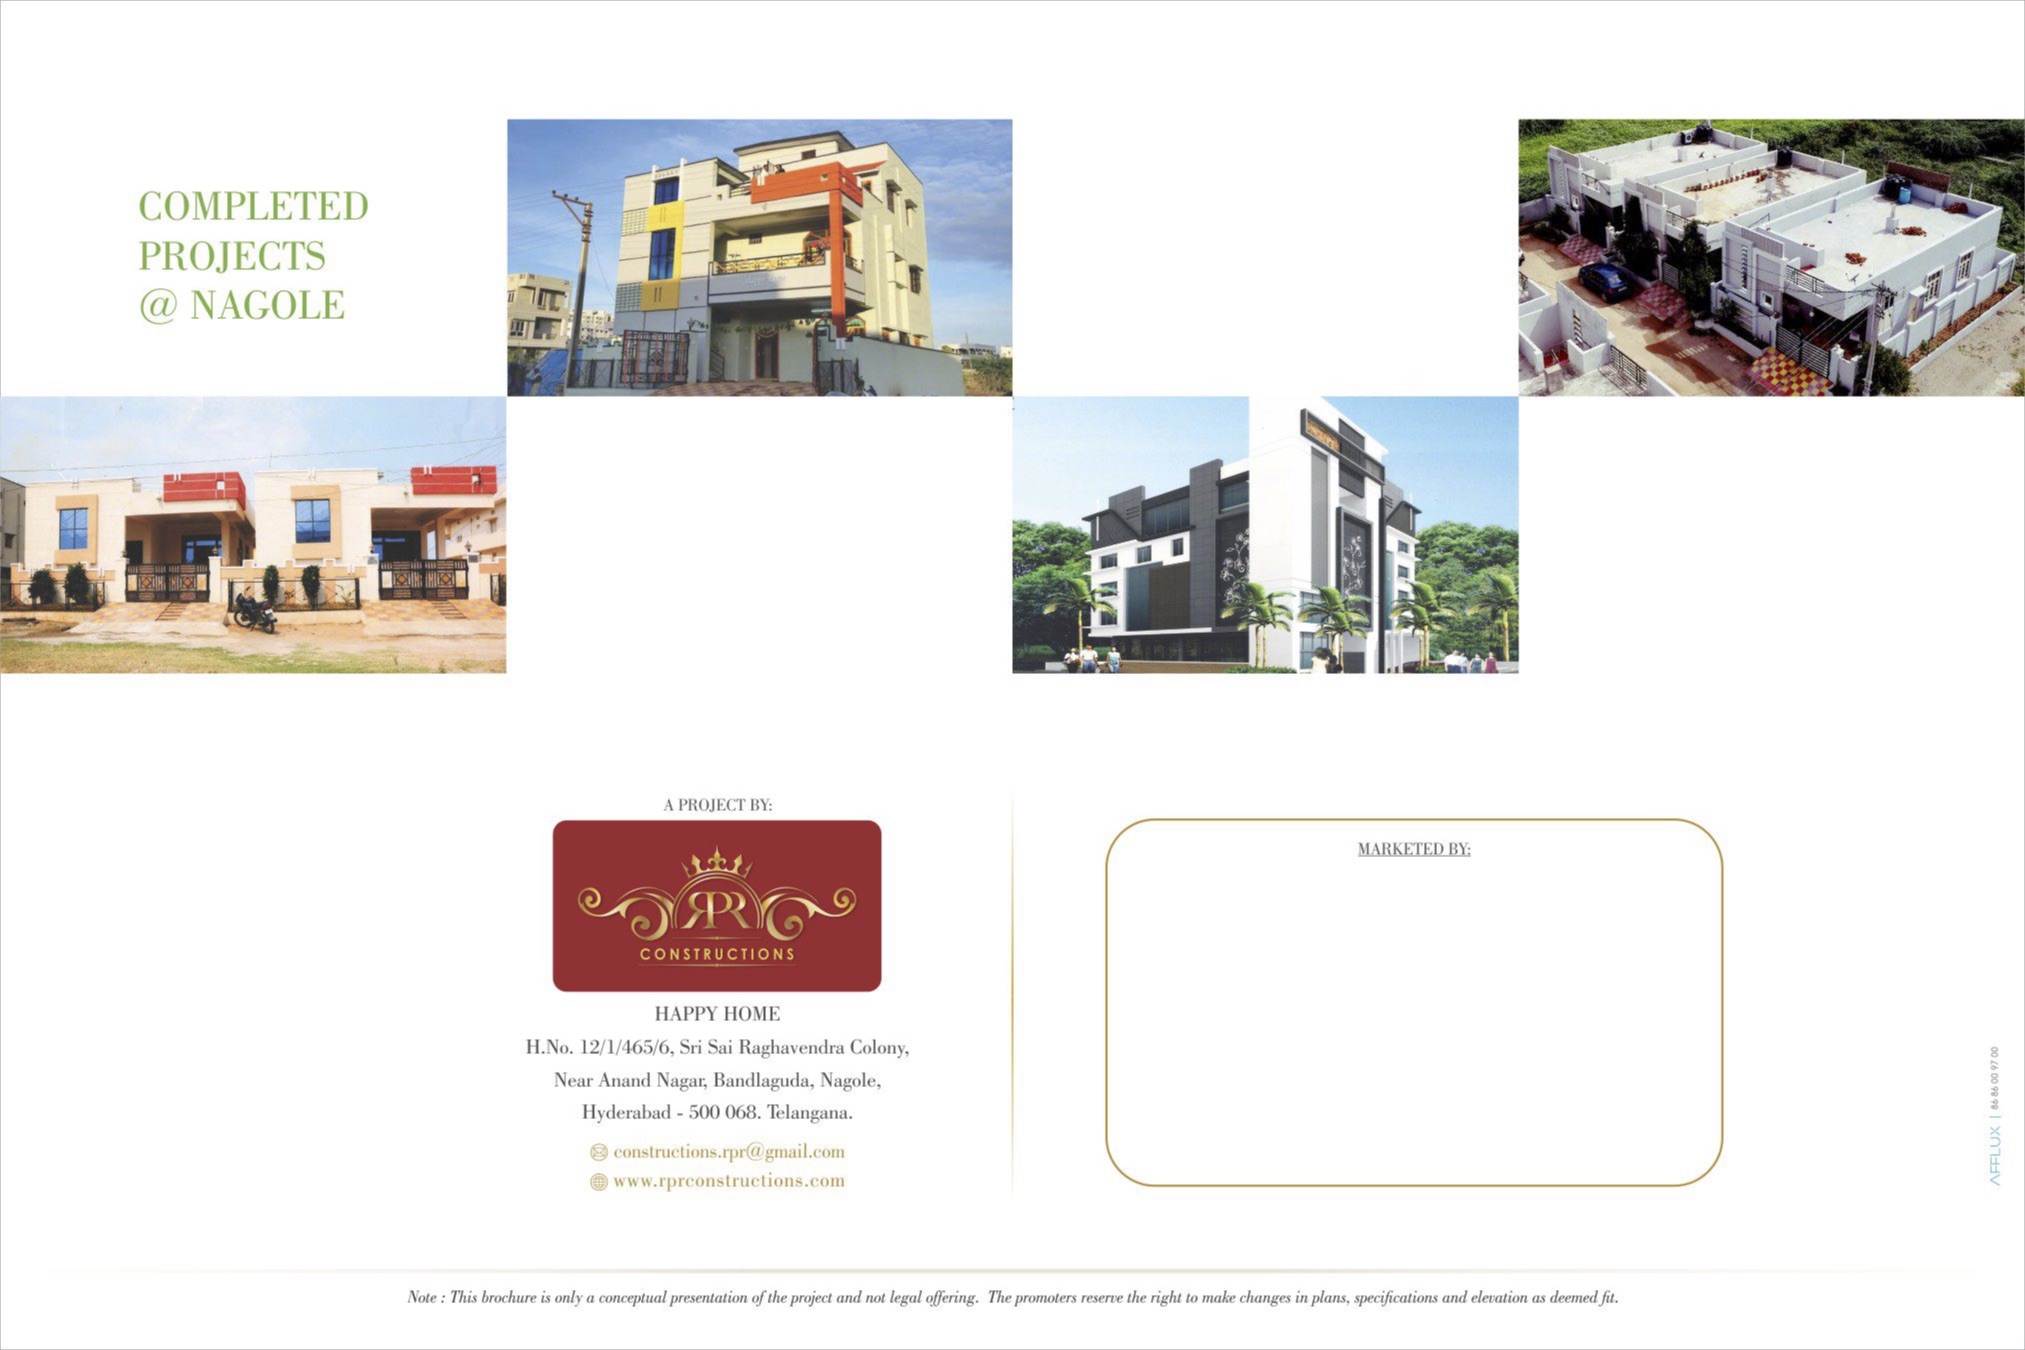 COMPLETED
PROJECTS
@ NAGOLE
A PROJECT BY:
RPR
CONSTRUCTIONS
HAPPY HOME
H.No. 12/1/465/6, Sri Sai Raghavendra Colony,
Near Anand Nagar, Bandlaguda, Nagole,
Hyderabad - 500 068. Telangana.
constructions.rpr@gmail.com
www.rprconstructions.com
MARKETED BY:
AFFLUX | 86 86 00 97 00
Note : This brochure is only a conceptual presentation of the project and not legal offering. The promoters reserve the right to make changes in plans, specifications and elevation as deemed fit.